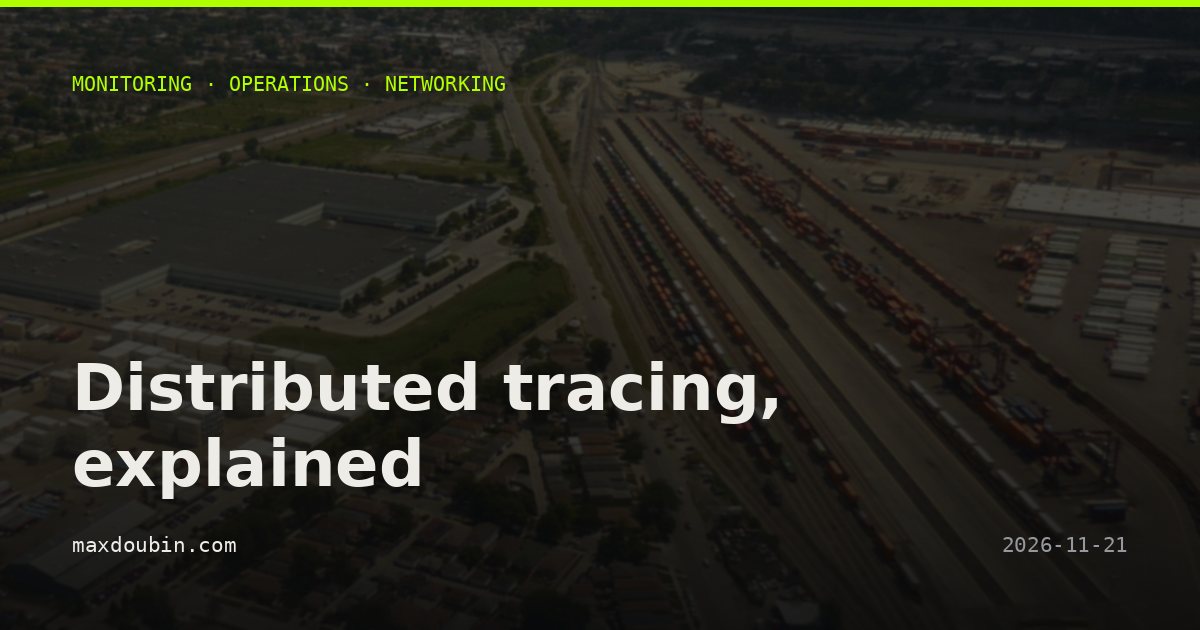 MONITORING · OPERATIONS · NETWORKING
Distributed tracing,
explained
maxdoubin.com
2026-11-21